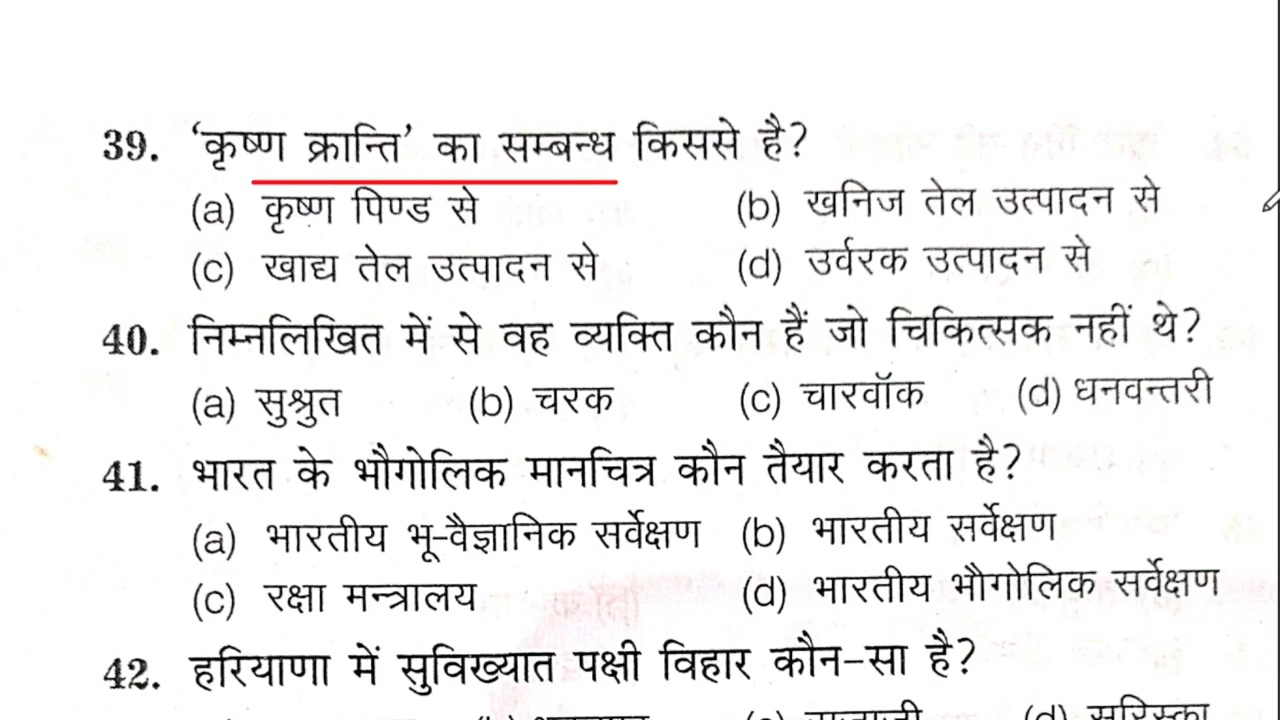 39. ‘कृष्ण क्रान्ति’ का सम्बन्ध किससे है?
(a) कृष्ण पिण्ड से (b) खनिज तेल उत्पादन से
(c) खाद्य तेल उत्पादन से (d) उर्वरक उत्पादन से
40. निम्नलिखित में से वह व्यक्ति कौन हैं जो चिकित्सक नहीं थे?
(a) सुश्रुत (b) चरक (c) चारवॉक (d) धनवन्तरी
41. भारत के भौगोलिक मानचित्र कौन तैयार करता है?
(a) भारतीय भू-वैज्ञानिक सर्वेक्षण (b) भारतीय सर्वेक्षण
(c) रक्षा मन्त्रालय (d) भारतीय भौगोलिक सर्वेक्षण
42. हरियाणा में सुविख्यात पक्षी विहार कौन-सा है?
(d) सरिस्का